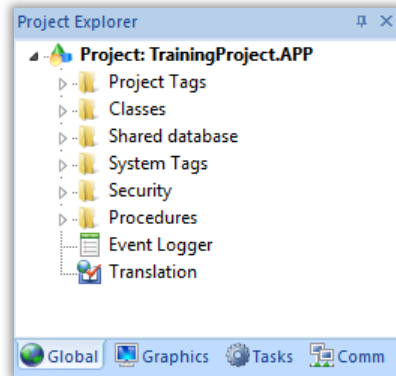 Project Explorer
Project: TrainingProject.APP
Project Tags
Classes
Shared database
System Tags
Security
Procedures
Event Logger
Translation
Global Graphics Tasks Comm